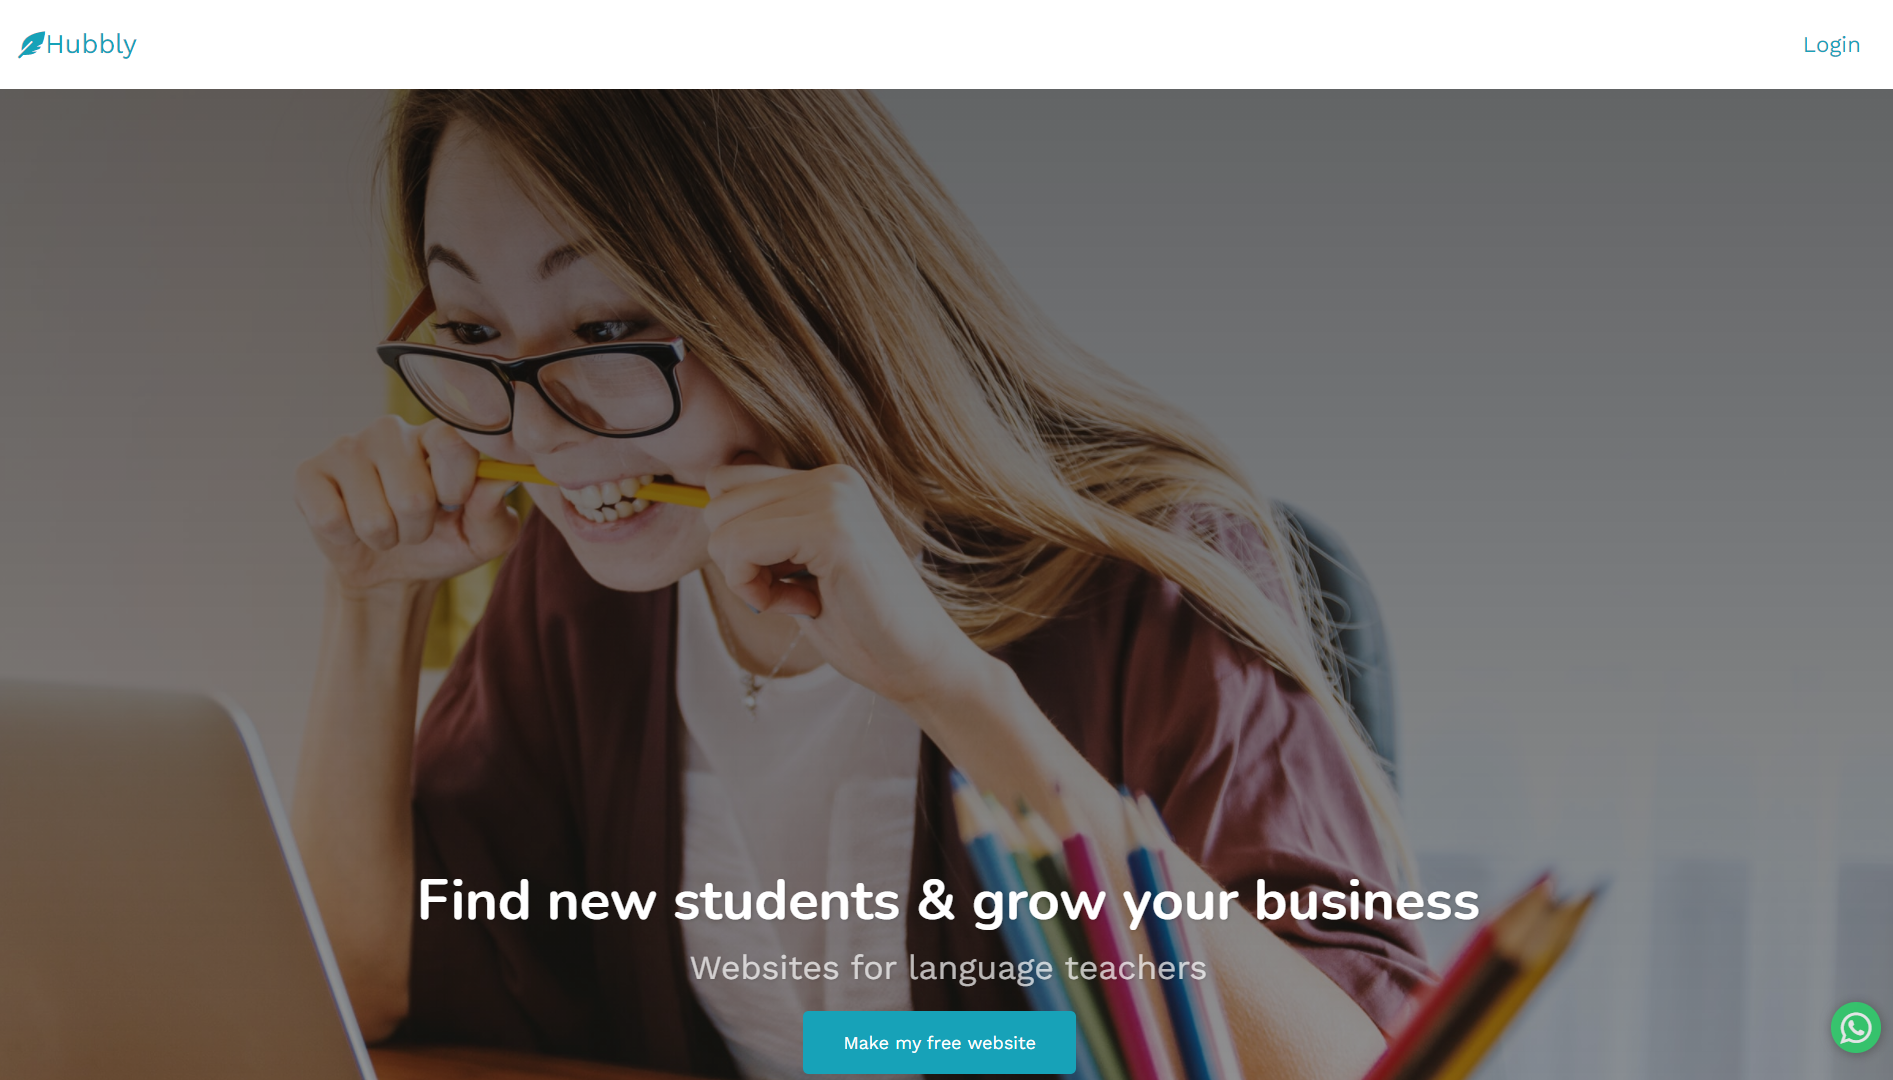 Hubbly
Login
Find new students & grow your business
Websites for language teachers
Make my free website